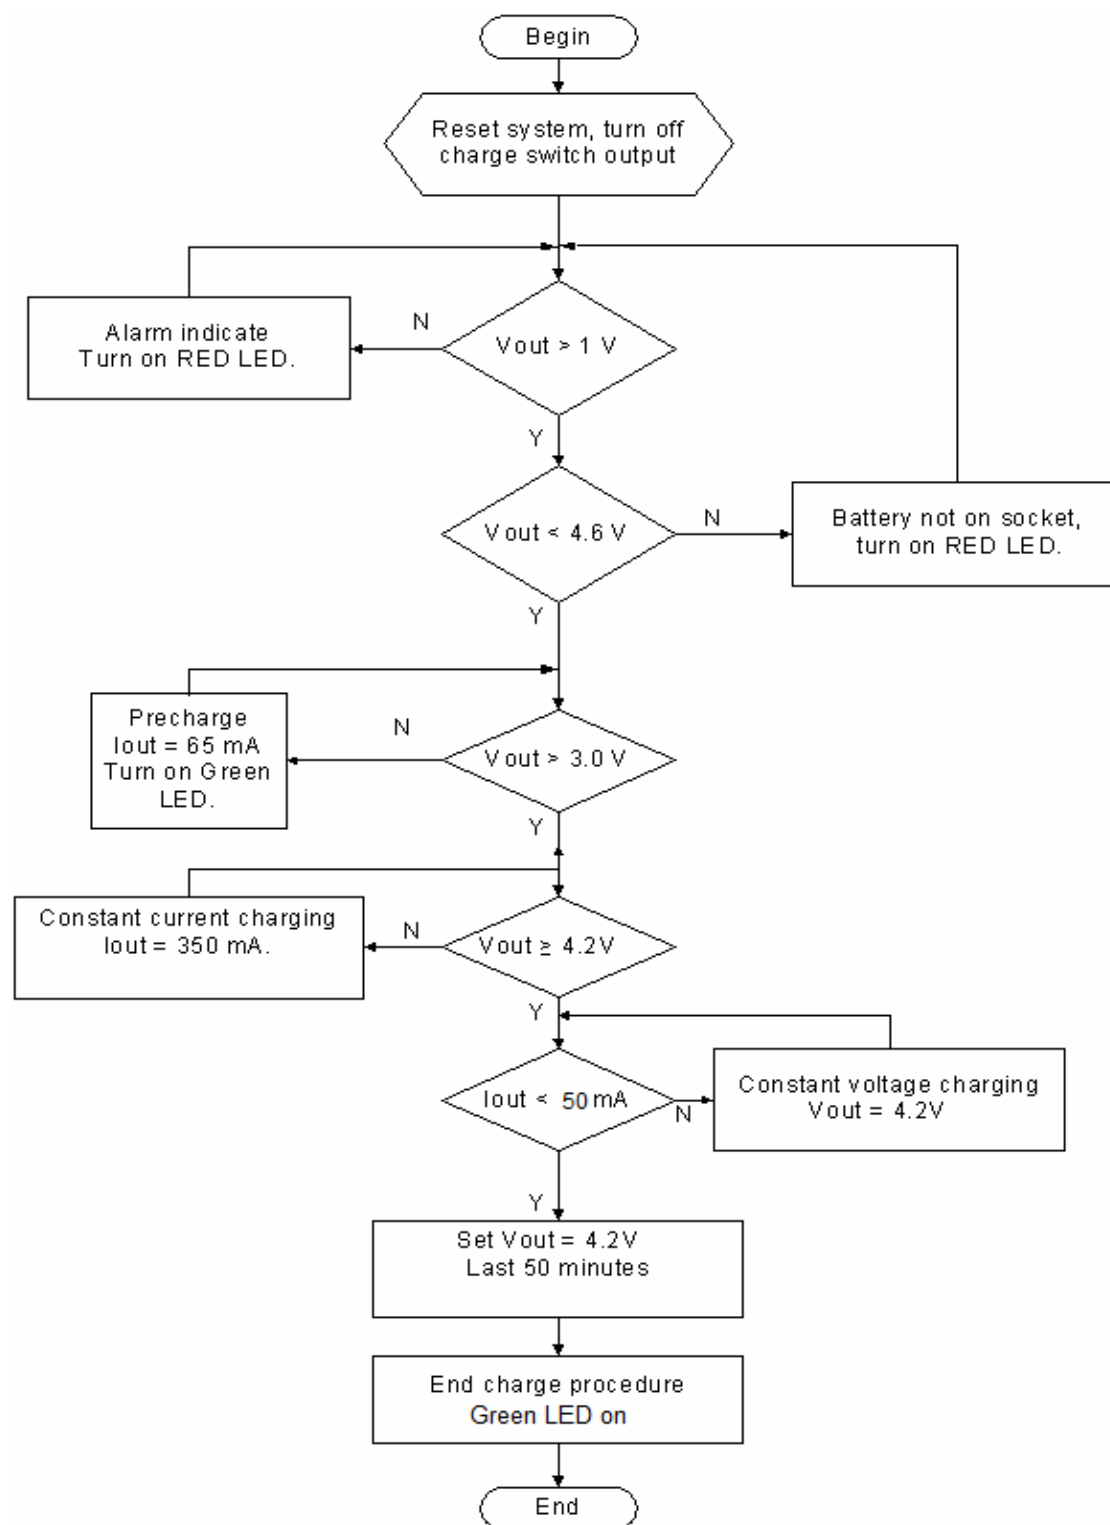 Begin
Reset system, turn off
charge switch output
N
Alarm indicate
Turn on RED LED.
Vout > 1 V
Y
Vout < 4.6 V
N
Battery not on socket,
turn on RED LED.
Y
Precharge
Iout = 65 mA
Turn on Green
LED.
N
Vout > 3.0 V
Y
Constant current charging
Iout = 350 mA.
N
Vout ≥ 4.2V
Y
Iout < 50 mA
N
Constant voltage charging
Vout = 4.2V
Y
Set Vout = 4.2V
Last 50 minutes
End charge procedure
Green LED on
End